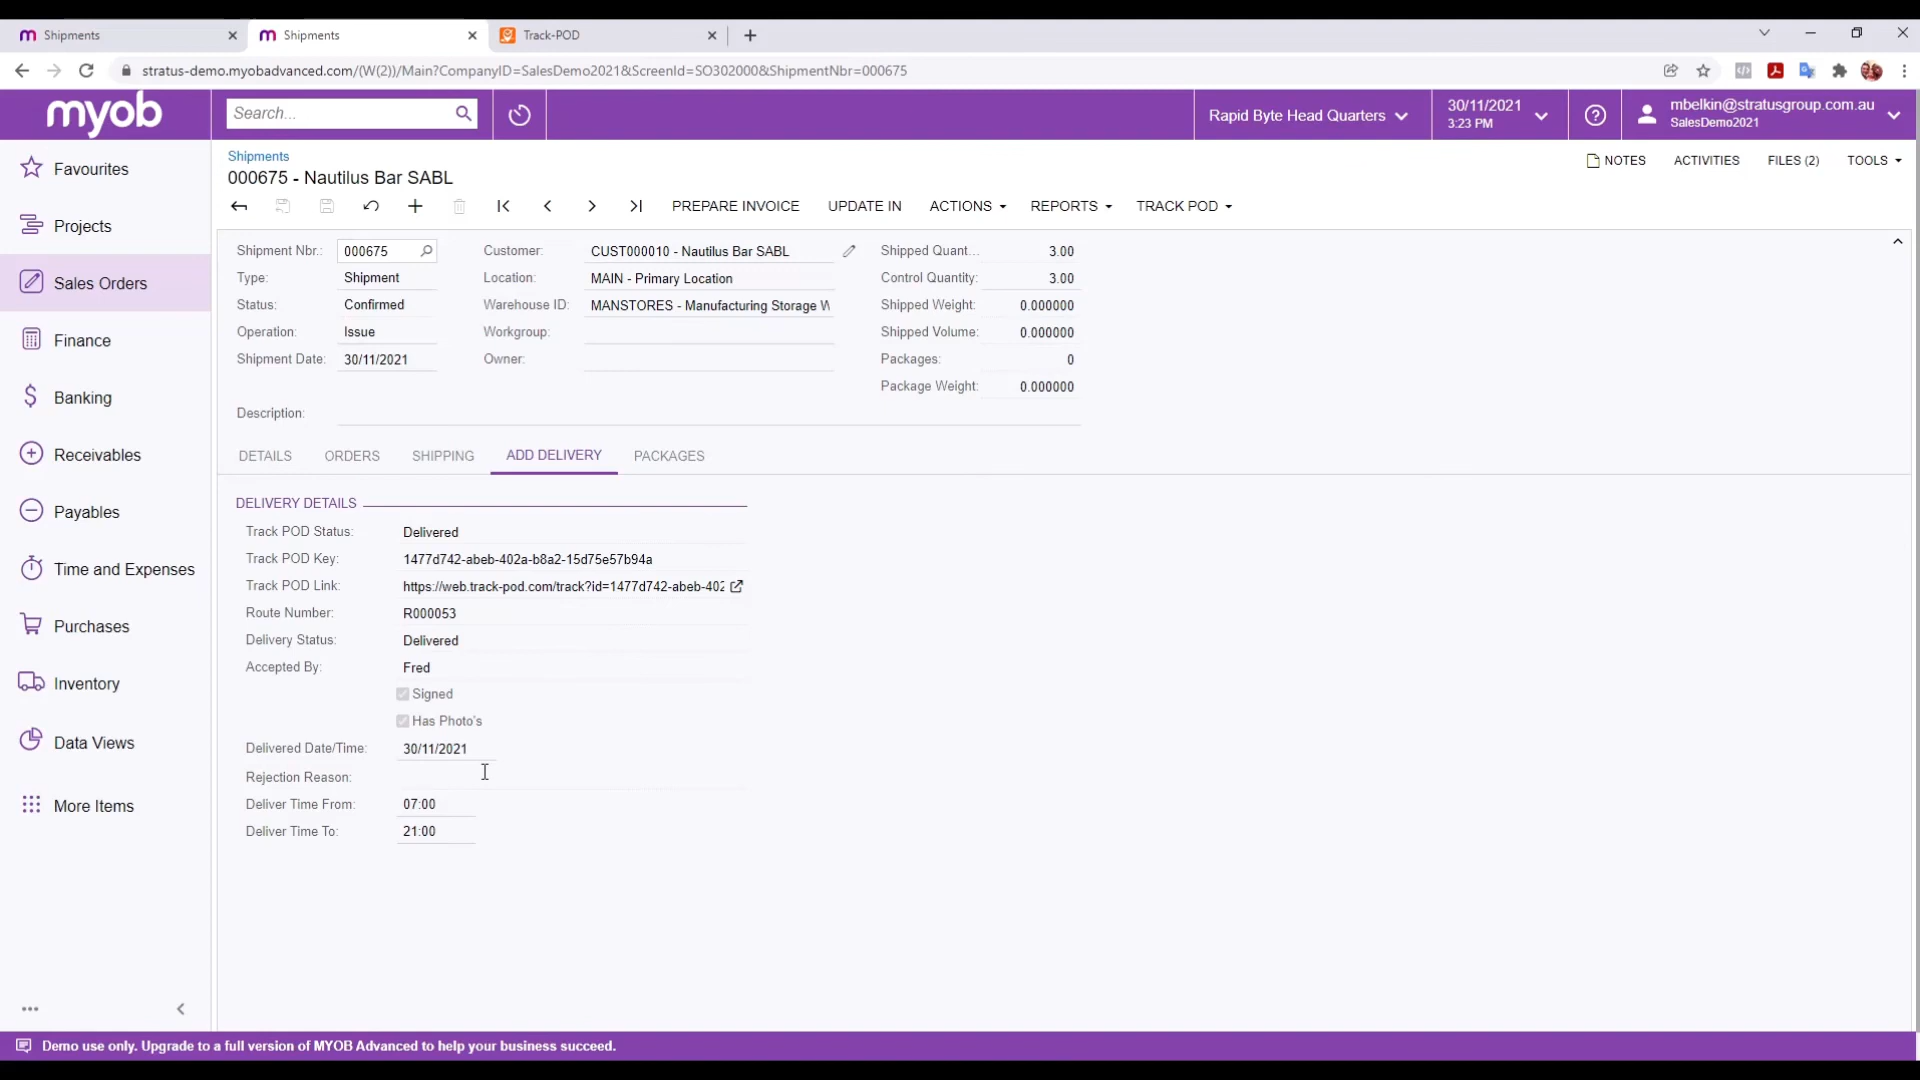 Shipments
Shipments
Track-POD
stratus-demo.myobadvanced.com/(W(2))/Main?CompanyID=SalesDemo2021&ScreenId=SO302000&ShipmentNbr=000675
myob
Search...
Rapid Byte Head Quarters
30/11/2021
3:23 PM
mbelkin@stratusgroup.com.au
SalesDemo2021
Favourites
Projects
Sales Orders
Finance
Banking
Receivables
Payables
Time and Expenses
Purchases
Inventory
Data Views
More Items
Shipments
000675 - Nautilus Bar SABL
NOTES ACTIVITIES FILES (2) TOOLS
PREPARE INVOICE UPDATE IN ACTIONS REPORTS TRACK POD
Shipment Nbr.: 000675
Type: Shipment
Status: Confirmed
Operation: Issue
Shipment Date: 30/11/2021
Description:
Customer: CUST000010 - Nautilus Bar SABL
Location: MAIN - Primary Location
Warehouse ID: MANSTORES - Manufacturing Storage W
Workgroup:
Owner:
Shipped Quant... 3.00
Control Quantity: 3.00
Shipped Weight: 0.000000
Shipped Volume: 0.000000
Packages: 0
Package Weight: 0.000000
DETAILS ORDERS SHIPPING ADD DELIVERY PACKAGES
DELIVERY DETAILS
Track POD Status: Delivered
Track POD Key: 1477d742-abeb-402a-b8a2-15d75e57b94a
Track POD Link: https://web.track-pod.com/track?id=1477d742-abeb-402
Route Number: R000053
Delivery Status: Delivered
Accepted By: Fred
Signed
Has Photo's
Delivered Date/Time: 30/11/2021
Rejection Reason:
Deliver Time From: 07:00
Deliver Time To: 21:00
Demo use only. Upgrade to a full version of MYOB Advanced to help your business succeed.